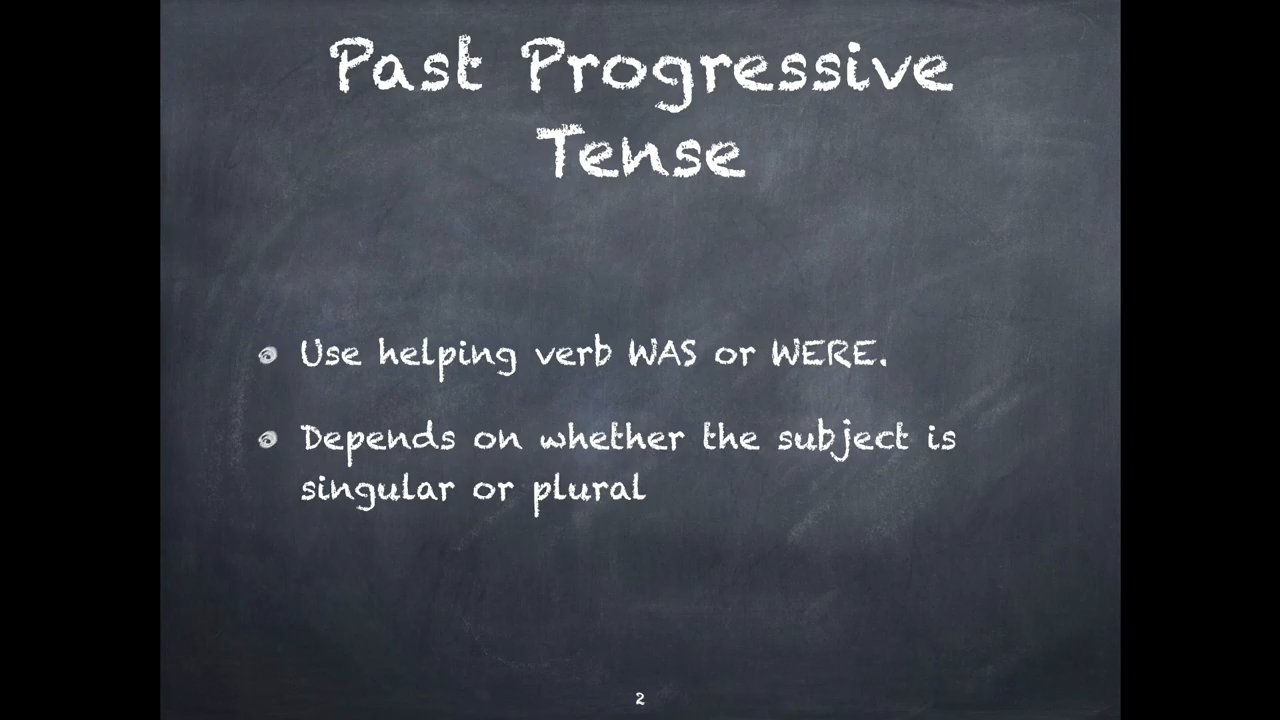 Past Progressive
Tense
Use helping verb WAS or WERE.
Depends on whether the subject is
singular or plural
2